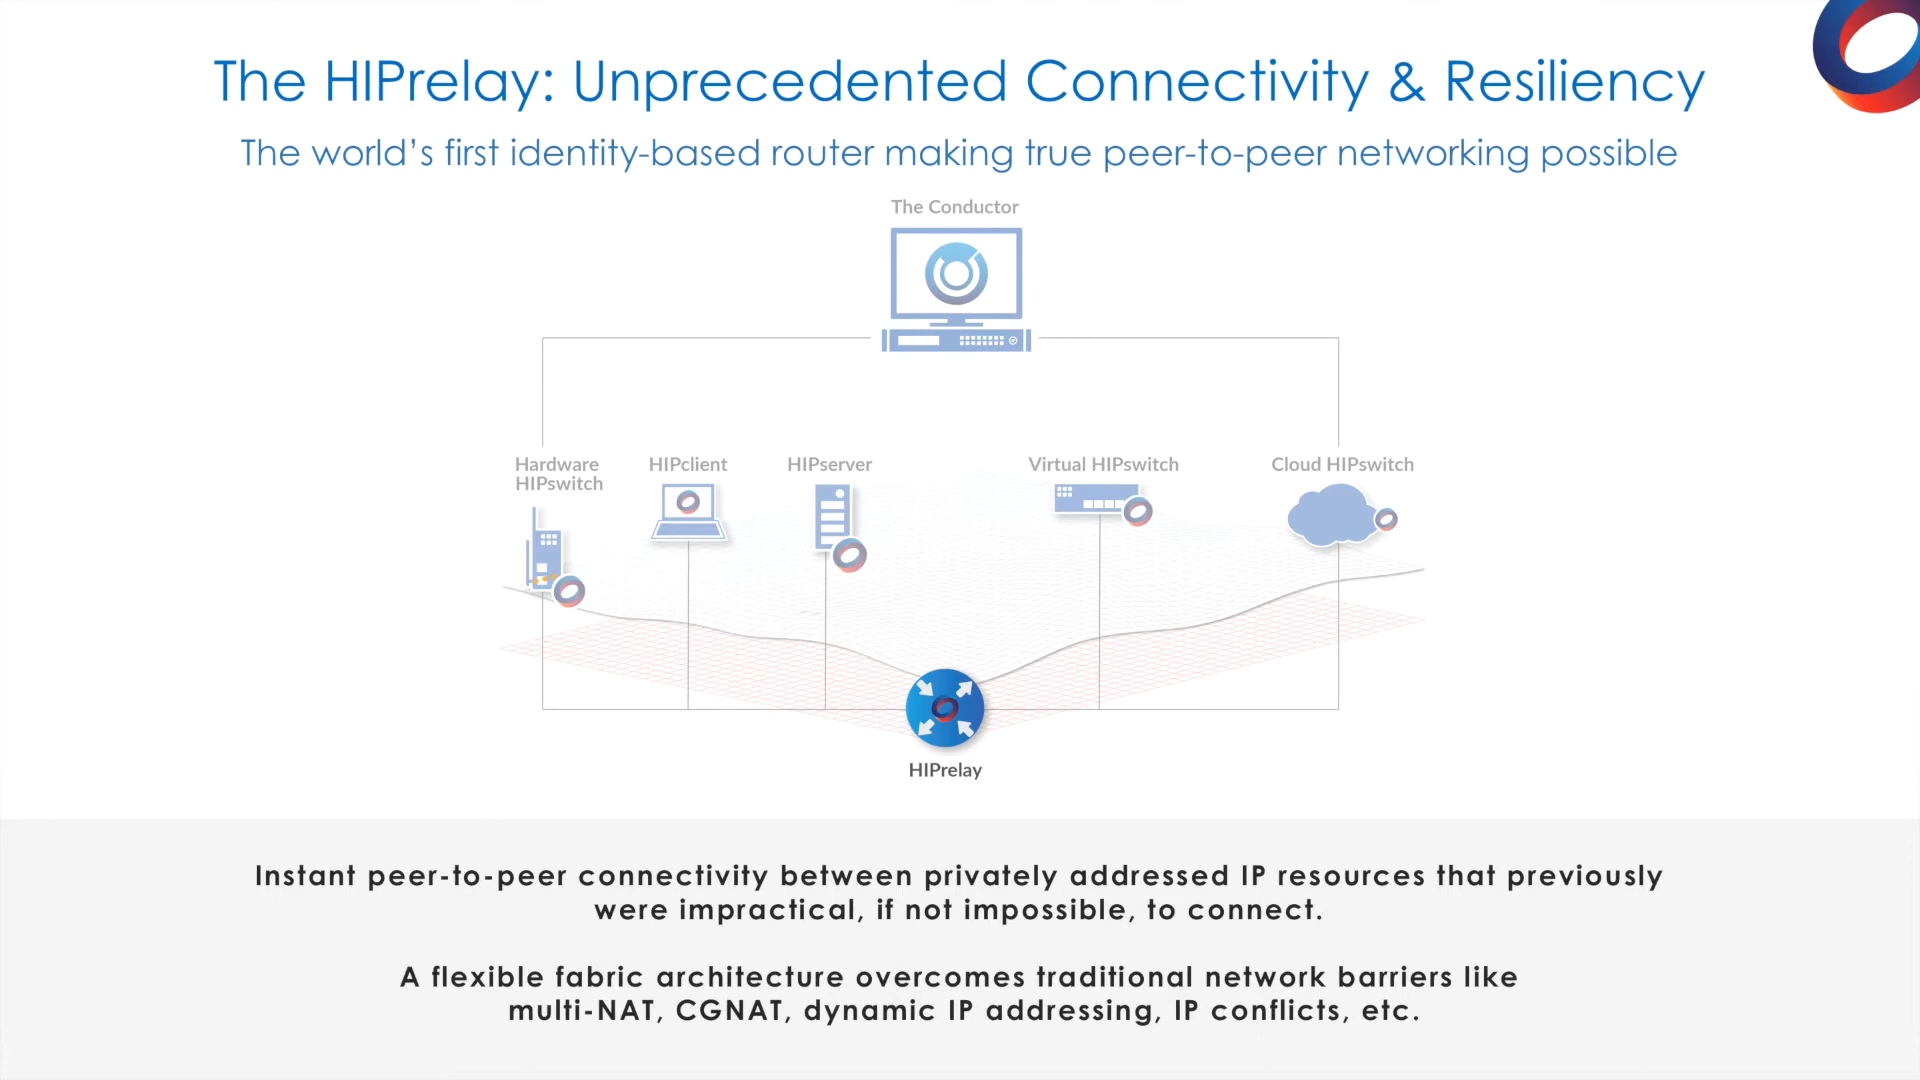 The HIPrelay: Unprecedented Connectivity & Resiliency
The world’s first identity-based router making true peer-to-peer networking possible
The Conductor
Hardware
HIPswitch
HIPclient
HIPserver
Virtual HIPswitch
Cloud HIPswitch
HIPrelay
Instant peer-to-peer connectivity between privately addressed IP resources that previously
were impractical, if not impossible, to connect.
A flexible fabric architecture overcomes traditional network barriers like
multi-NAT, CGNAT, dynamic IP addressing, IP conflicts, etc.